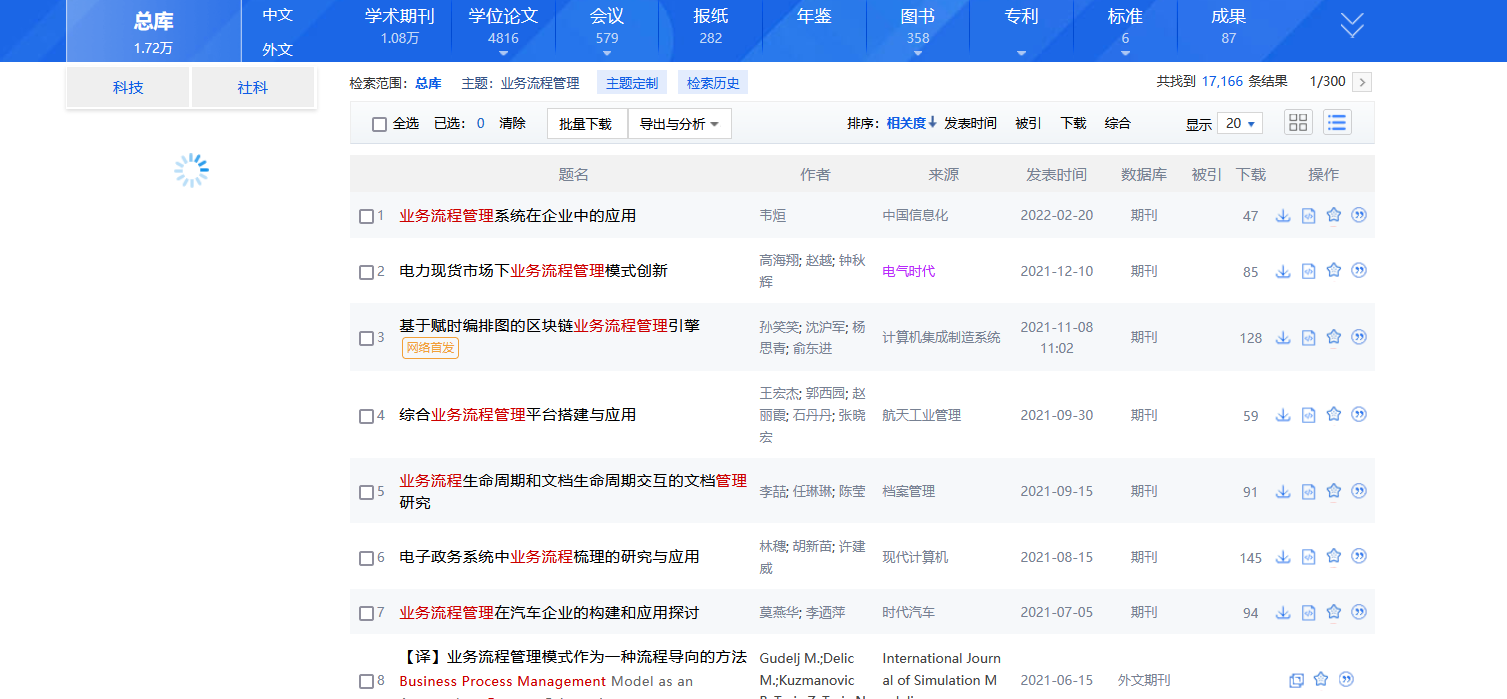 总库 中文 学术期刊 学位论文 会议 报纸 年鉴 图书 专利 标准 成果
1.72万 外文 1.08万 4816 579 282 358 6 87
科技 社科
检索范围：总库 主题：业务流程管理 主题定制 检索历史 共找到 17,166 条结果 1/300 >
全选 已选：0 清除 批量下载 导出与分析 排序：相关度↓ 发表时间 被引 下载 综合 显示 20
题名 作者 来源 发表时间 数据库 被引 下载 操作
1 业务流程管理系统在企业中的应用 韦烜 中国信息化 2022-02-20 期刊 47
2 电力现货市场下业务流程管理模式创新 高海翔; 赵越; 钟秋
辉 电气时代 2021-12-10 期刊 85
3 基于赋时编排图的区块链业务流程管理引擎
网络首发 孙笑笑; 沈沪军; 杨
思青; 俞东进 计算机集成制造系统 2021-11-08
11:02 期刊 128
4 综合业务流程管理平台搭建与应用 王宏杰; 郭西园; 赵
丽霞; 石丹丹; 张晓
宏 航天工业管理 2021-09-30 期刊 59
5 业务流程生命周期和文档生命周期交互的文档管理
研究 李喆; 任琳琳; 陈莹 档案管理 2021-09-15 期刊 91
6 电子政务系统中业务流程梳理的研究与应用 林穗; 胡新苗; 许建
威 现代计算机 2021-08-15 期刊 145
7 业务流程管理在汽车企业的构建和应用探讨 莫燕华; 李迺萍 时代汽车 2021-07-05 期刊 94
8 【译】业务流程管理模式作为一种流程导向的方法
Business Process Management Model as an
Gudelj M.;Delic
M.;Kuzmanovic
International Journ
al of Simulation M
2021-06-15 外文期刊